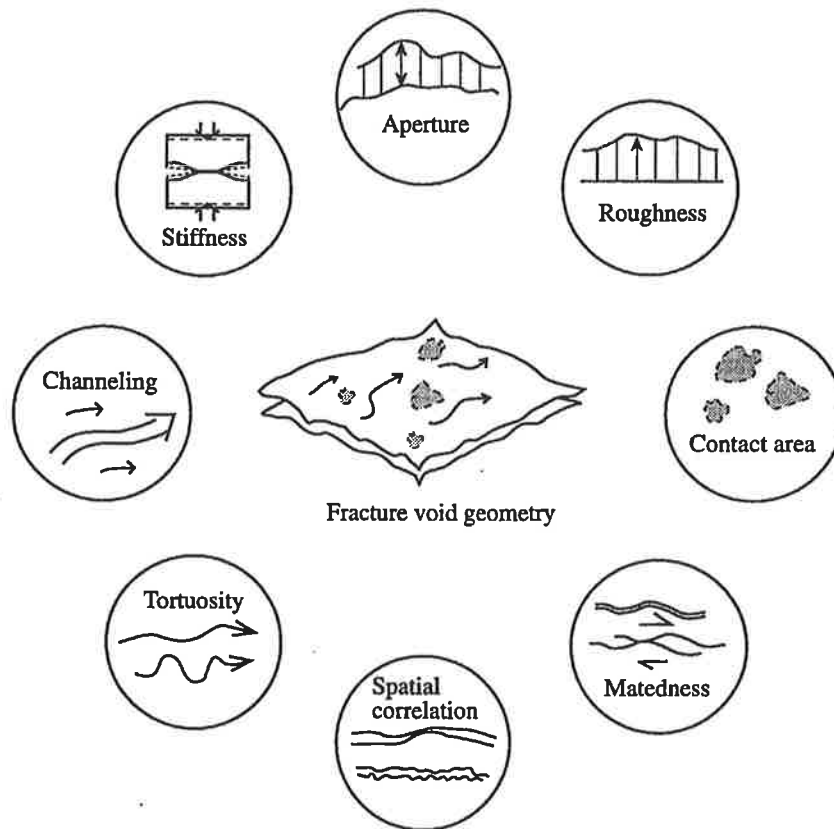 Aperture
Roughness
Stiffness
Channeling
Contact area
Fracture void geometry
Tortuosity
Matedness
Spatial
correlation